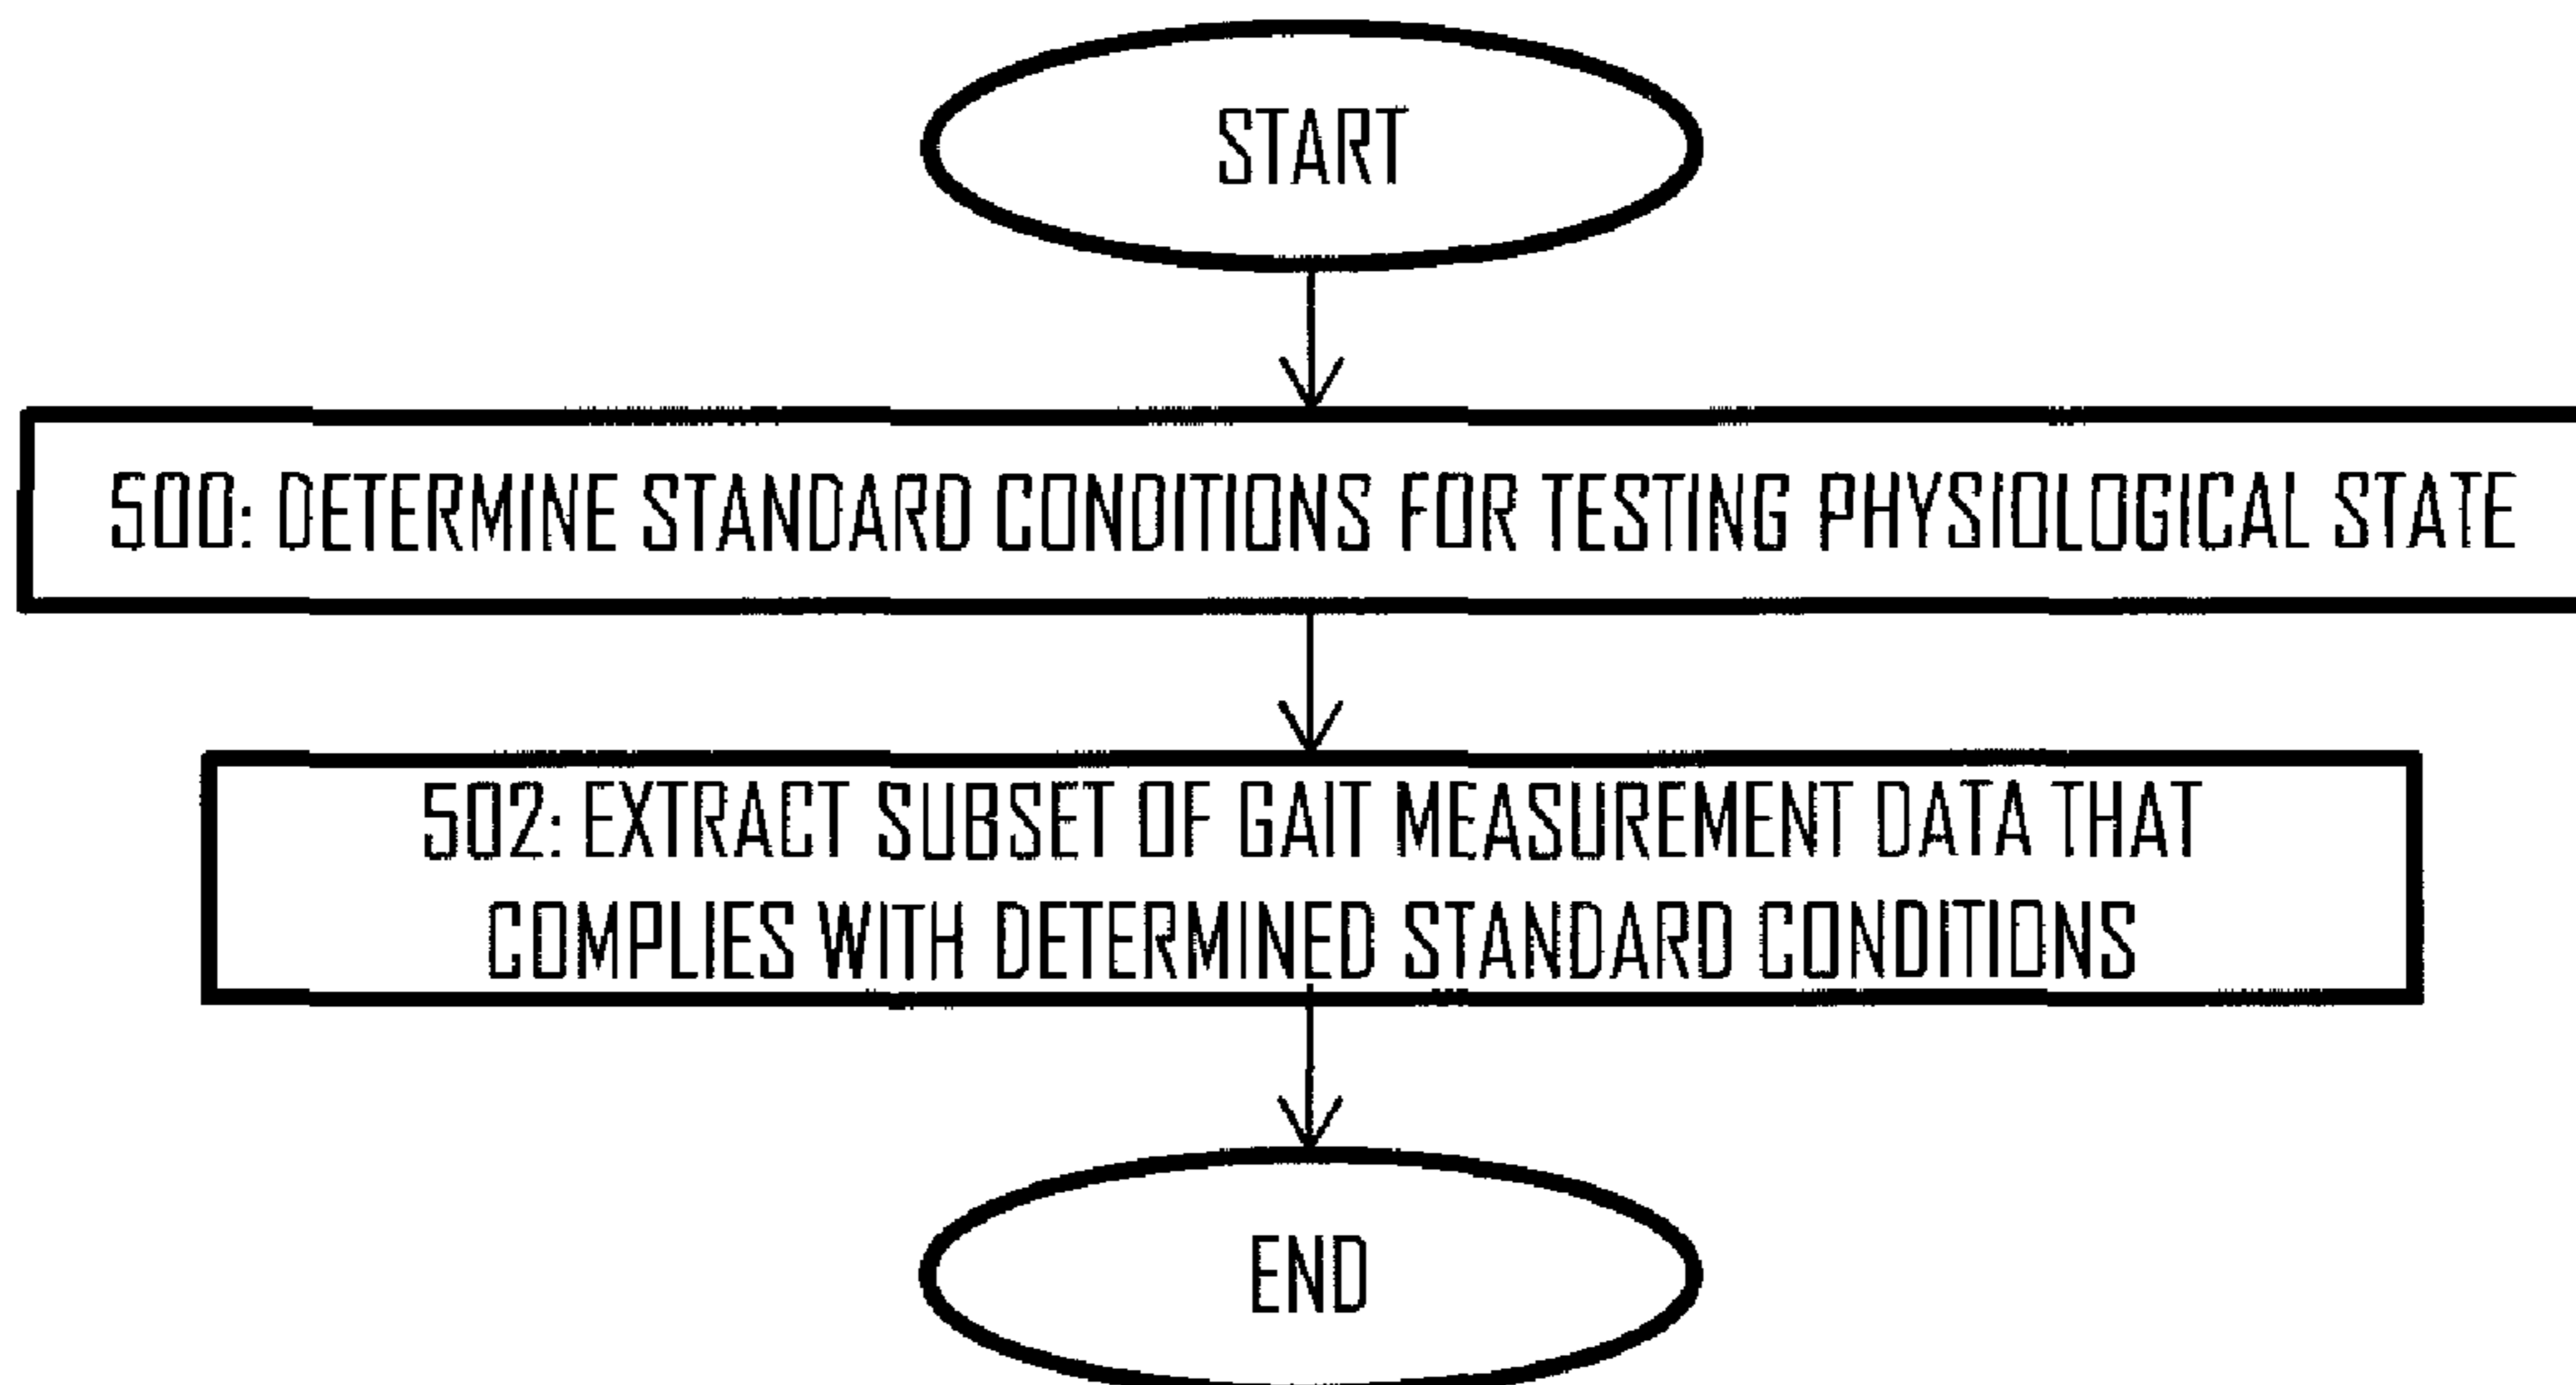 START
500: DETERMINE STANDARD CONDITIONS FOR TESTING PHYSIOLOGICAL STATE
502: EXTRACT SUBSET OF GAIT MEASUREMENT DATA THAT
COMPLIES WITH DETERMINED STANDARD CONDITIONS
END